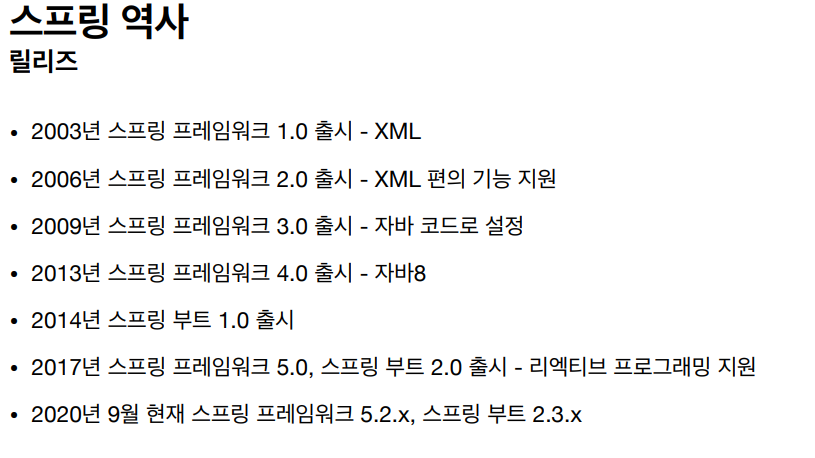 스프링 역사
릴리즈
• 2003년 스프링 프레임워크 1.0 출시 - XML
• 2006년 스프링 프레임워크 2.0 출시 - XML 편의 기능 지원
• 2009년 스프링 프레임워크 3.0 출시 - 자바 코드로 설정
• 2013년 스프링 프레임워크 4.0 출시 - 자바8
• 2014년 스프링 부트 1.0 출시
• 2017년 스프링 프레임워크 5.0, 스프링 부트 2.0 출시 - 리엑티브 프로그래밍 지원
• 2020년 9월 현재 스프링 프레임워크 5.2.x, 스프링 부트 2.3.x